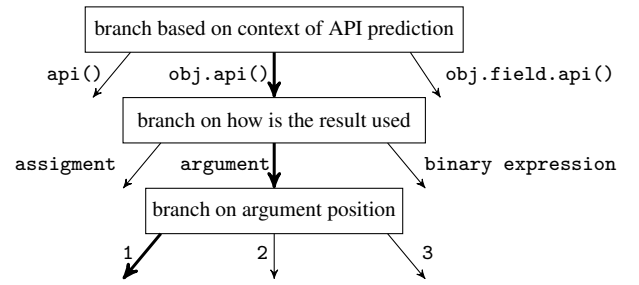 branch based on context of API prediction
api() obj.api() obj.field.api()
branch on how is the result used
assigment argument binary expression
branch on argument position
1 2 3